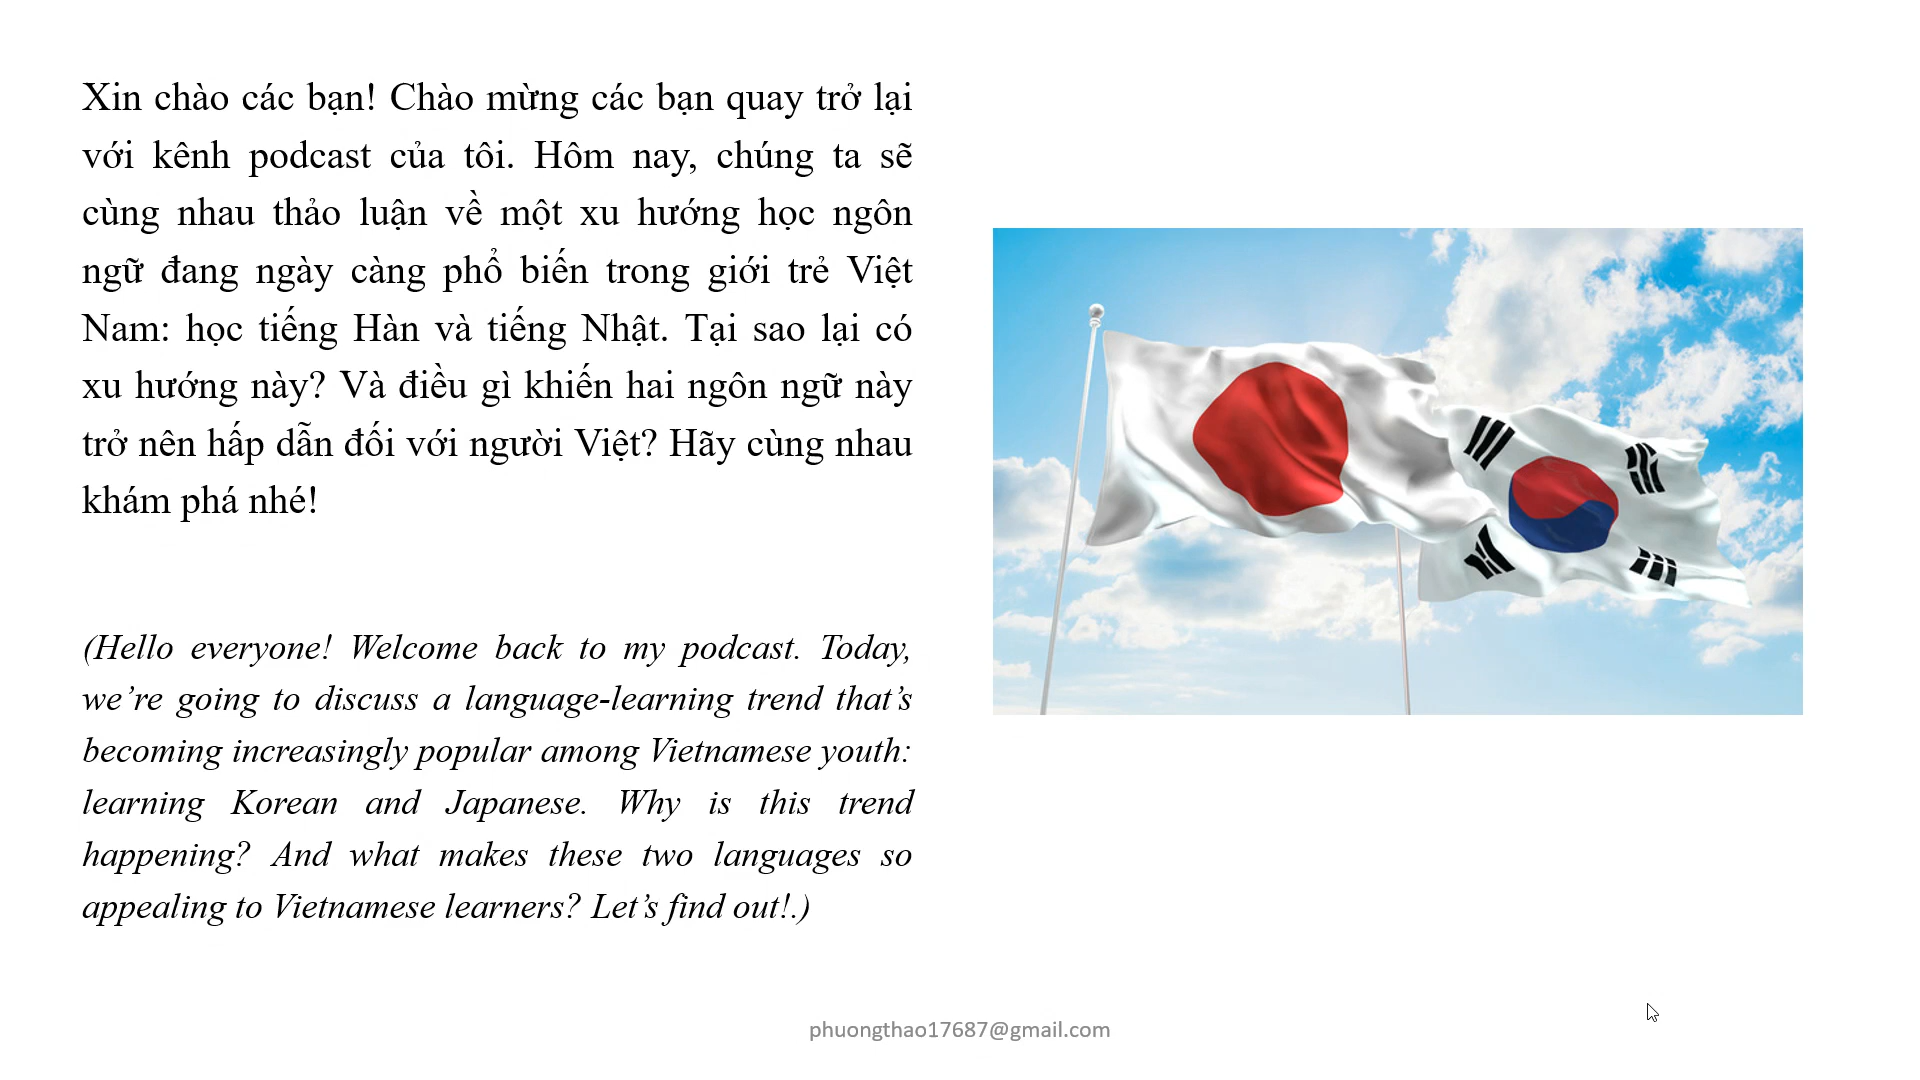 Xin chào các bạn! Chào mừng các bạn quay trở lại
với kênh podcast của tôi. Hôm nay, chúng ta sẽ
cùng nhau thảo luận về một xu hướng học ngôn
ngữ đang ngày càng phổ biến trong giới trẻ Việt
Nam: học tiếng Hàn và tiếng Nhật. Tại sao lại có
xu hướng này? Và điều gì khiến hai ngôn ngữ này
trở nên hấp dẫn đối với người Việt? Hãy cùng nhau
khám phá nhé!
(Hello everyone! Welcome back to my podcast. Today,
we’re going to discuss a language-learning trend that’s
becoming increasingly popular among Vietnamese youth:
learning Korean and Japanese. Why is this trend
happening? And what makes these two languages so
appealing to Vietnamese learners? Let’s find out!.)
phuongthao17687@gmail.com